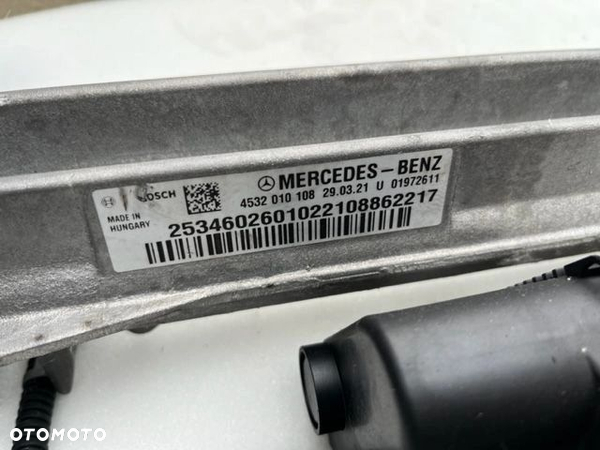 BOSCH
MERCEDES-BENZ
4532 010 108 29.03.21 U 01972611
MADE IN
HUNGARY
2534602601022108862217
OTOMOTO